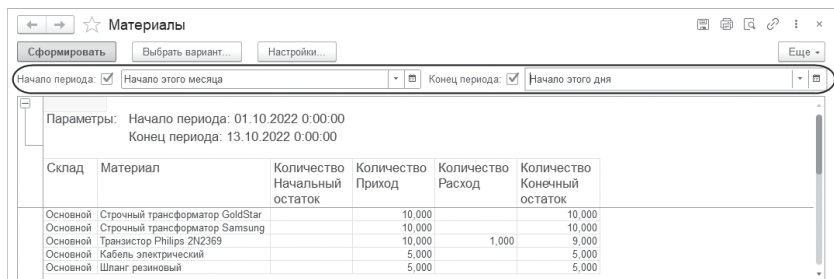 Материалы
Сформировать Выбрать вариант... Настройки... Еще
Начало периода: Начало этого месяца Конец периода: Начало этого дня
Параметры: Начало периода: 01.10.2022 0:00:00
Конец периода: 13.10.2022 0:00:00
Склад Материал Количество Количество Количество Количество
Начальный Приход Расход Конечный
остаток остаток
Основной Строчный трансформатор GoldStar 10,000 10,000
Основной Строчный трансформатор Samsung 10,000 10,000
Основной Транзистор Philips 2N2369 10,000 1,000 9,000
Основной Кабель электрический 5,000 5,000
Основной Шланг резиновый 5,000 5,000